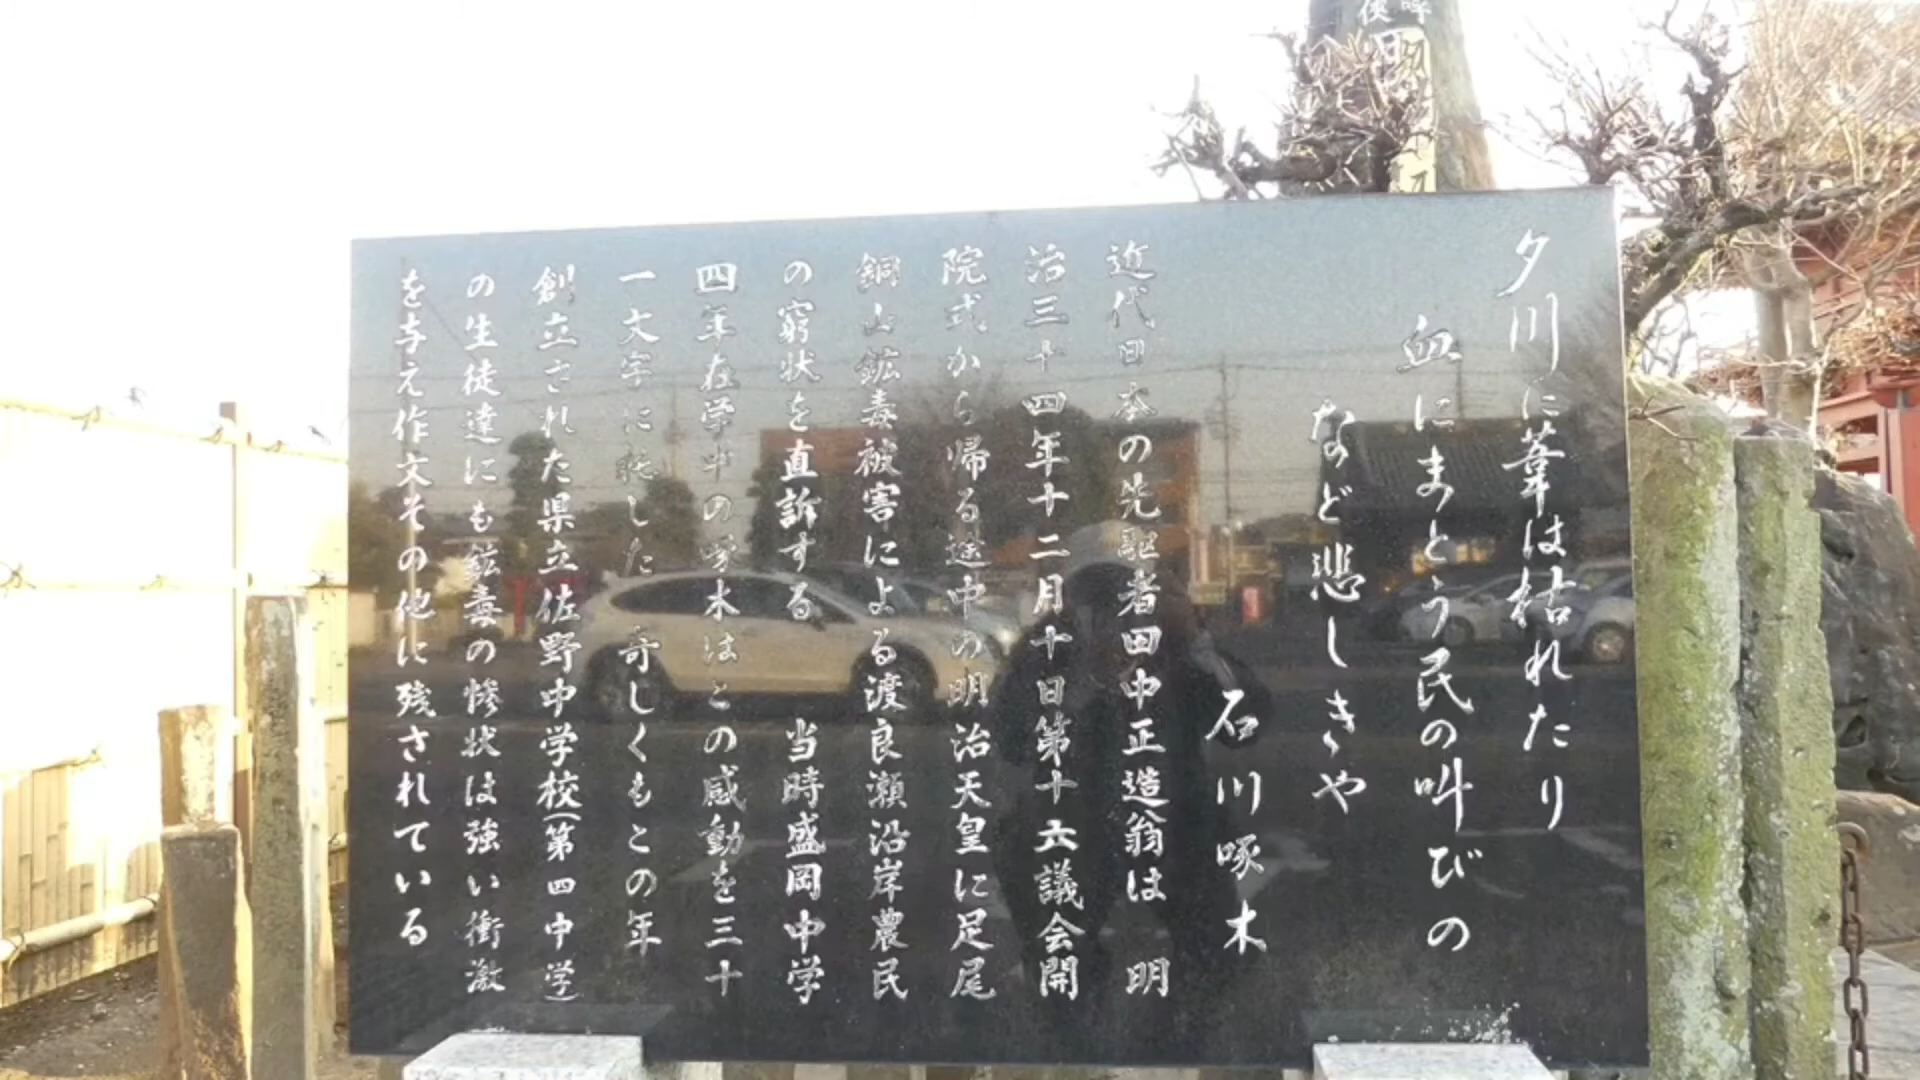 夕川に葦は枯れたり
血にまとう民の叫びの
など悲しきや
石川啄木
近代日本の先駆者田中正造翁は 明
治三十四年十二月十日第十六議会開
院式から帰る途中の明治天皇に足尾
銅山鉱毒被害による渡良瀬沿岸農民
の窮状を直訴する 当時盛岡中学
四年在学中の啄木はとの感動を三十
一文字に託した 奇しくもこの年
創立された県立佐野中学校(第四中学)
の生徒達にも鉱毒の惨状は強い衝激
を与え作文その他に残されている